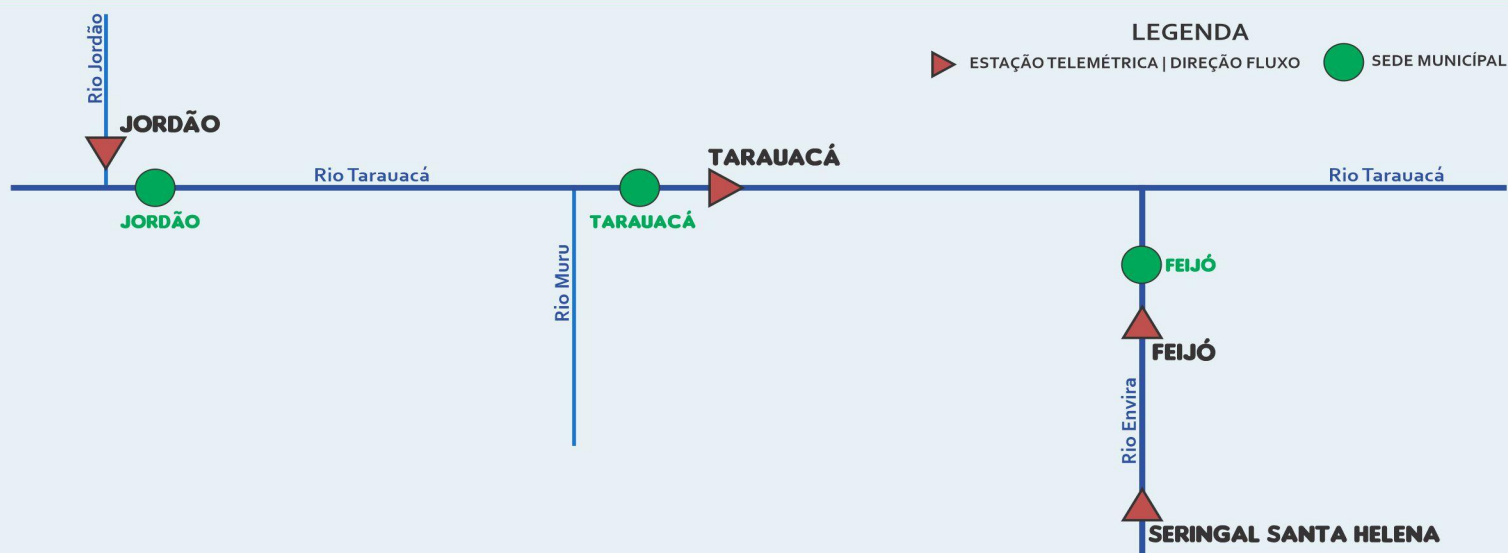 Rio Jordão
LEGENDA
ESTAÇÃO TELEMÉTRICA | DIREÇÃO FLUXO
SEDE MUNICÍPAL
JORDÃO
TARAUACÁ
Rio Tarauacá
Rio Tarauacá
JORDÃO
TARAUACÁ
Rio Muru
FEIJÓ
FEIJÓ
Rio Envira
SERINGAL SANTA HELENA